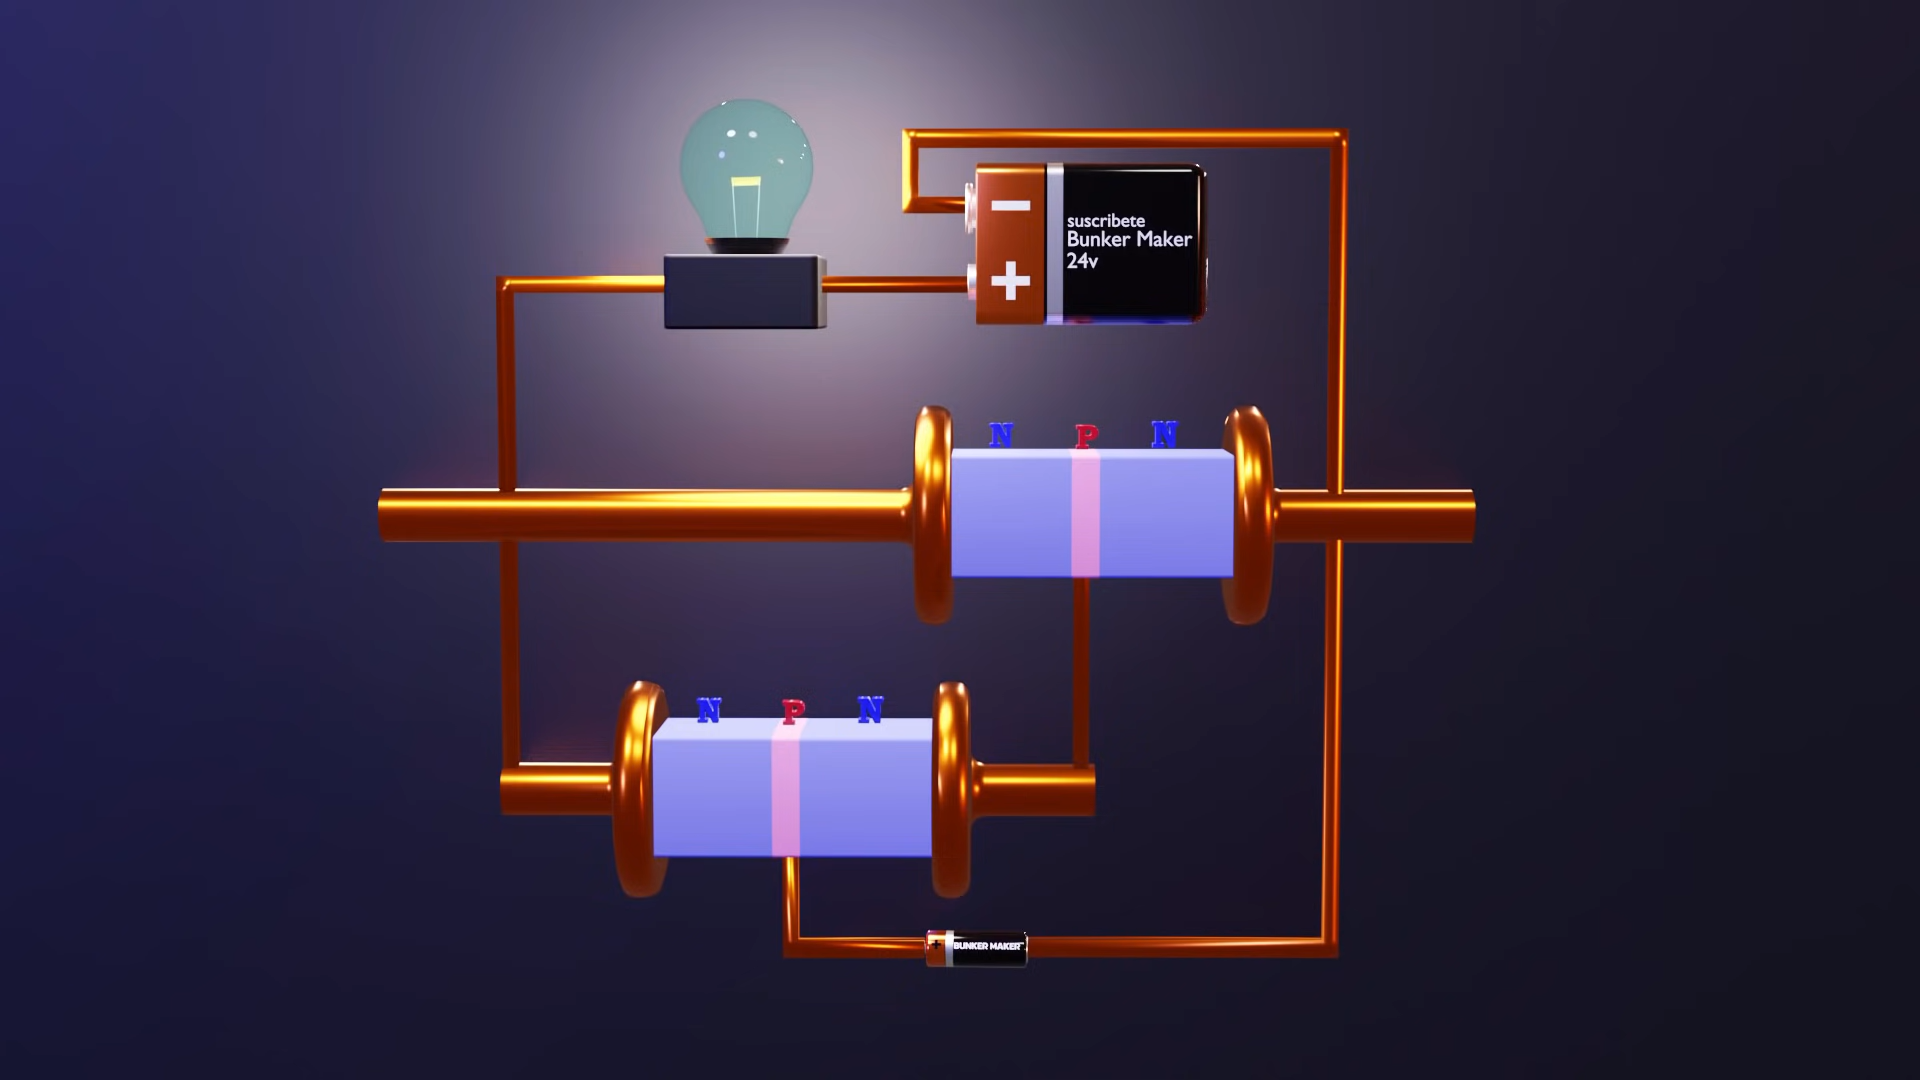 −
+
suscribete
Bunker Maker
24v
N P N
N P N
+ BUNKER MAKER